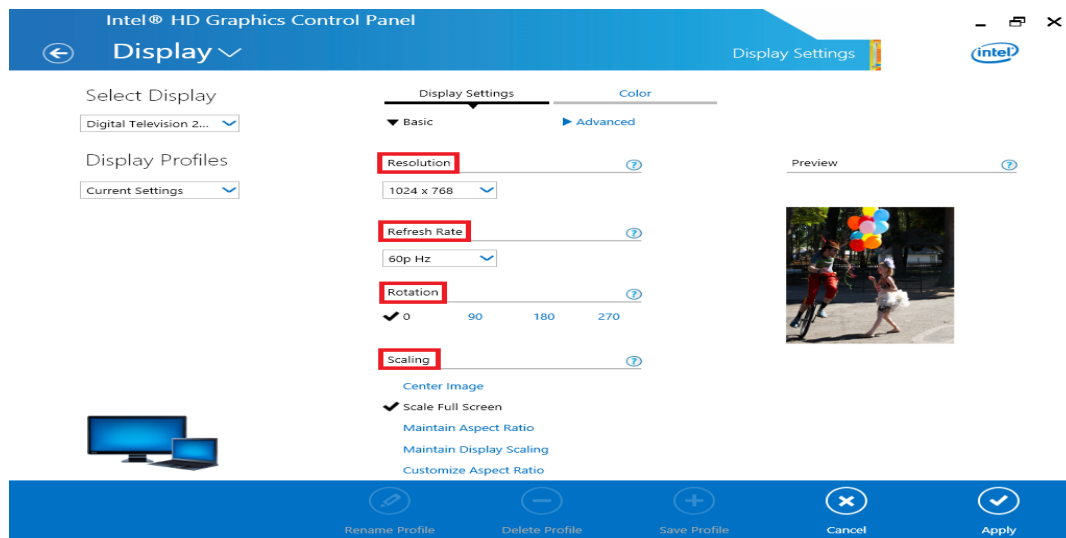 Intel® HD Graphics Control Panel
Display
Display Settings
intel
Select Display
Digital Television 2...
Display Profiles
Current Settings
Display Settings
Color
Basic
Advanced
Resolution
?
1024 x 768
Refresh Rate
?
60p Hz
Rotation
?
0
90
180
270
Scaling
?
Center Image
Scale Full Screen
Maintain Aspect Ratio
Maintain Display Scaling
Customize Aspect Ratio
Preview
?
Rename Profile
Delete Profile
Save Profile
Cancel
Apply